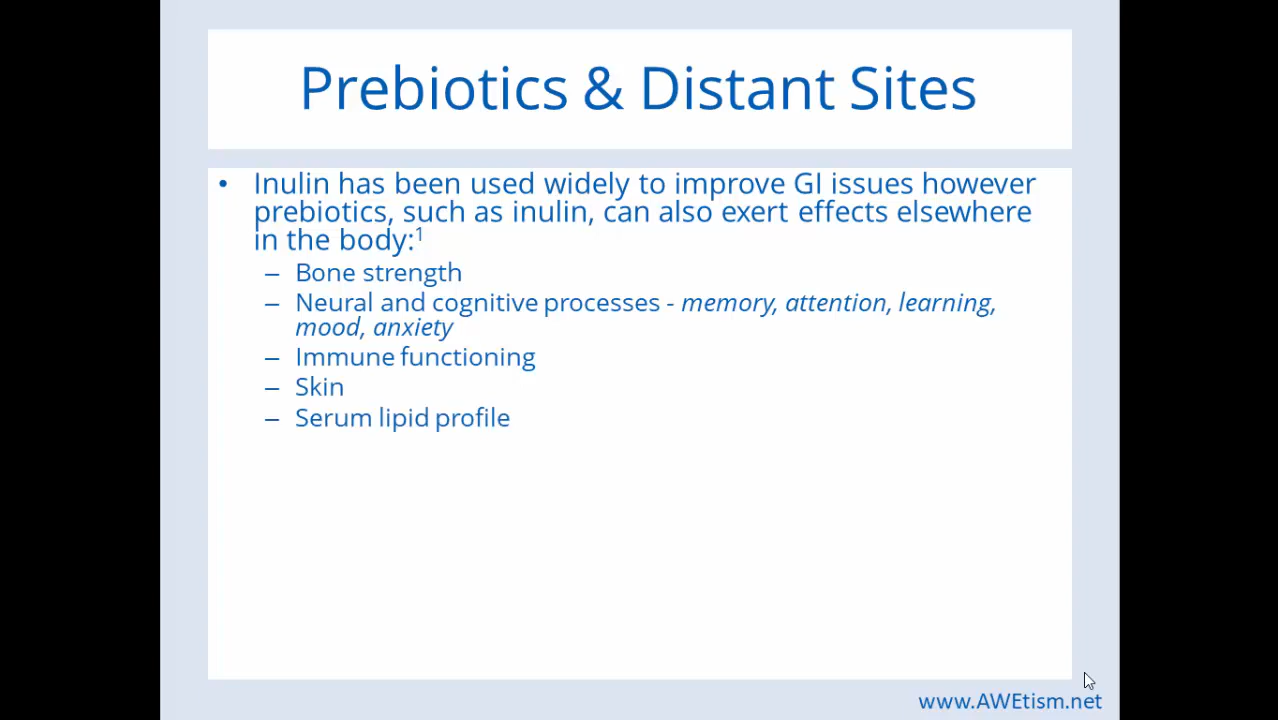 Prebiotics & Distant Sites
• Inulin has been used widely to improve GI issues however
prebiotics, such as inulin, can also exert effects elsewhere
in the body:¹
– Bone strength
– Neural and cognitive processes - memory, attention, learning,
mood, anxiety
– Immune functioning
– Skin
– Serum lipid profile
www.AWEtism.net